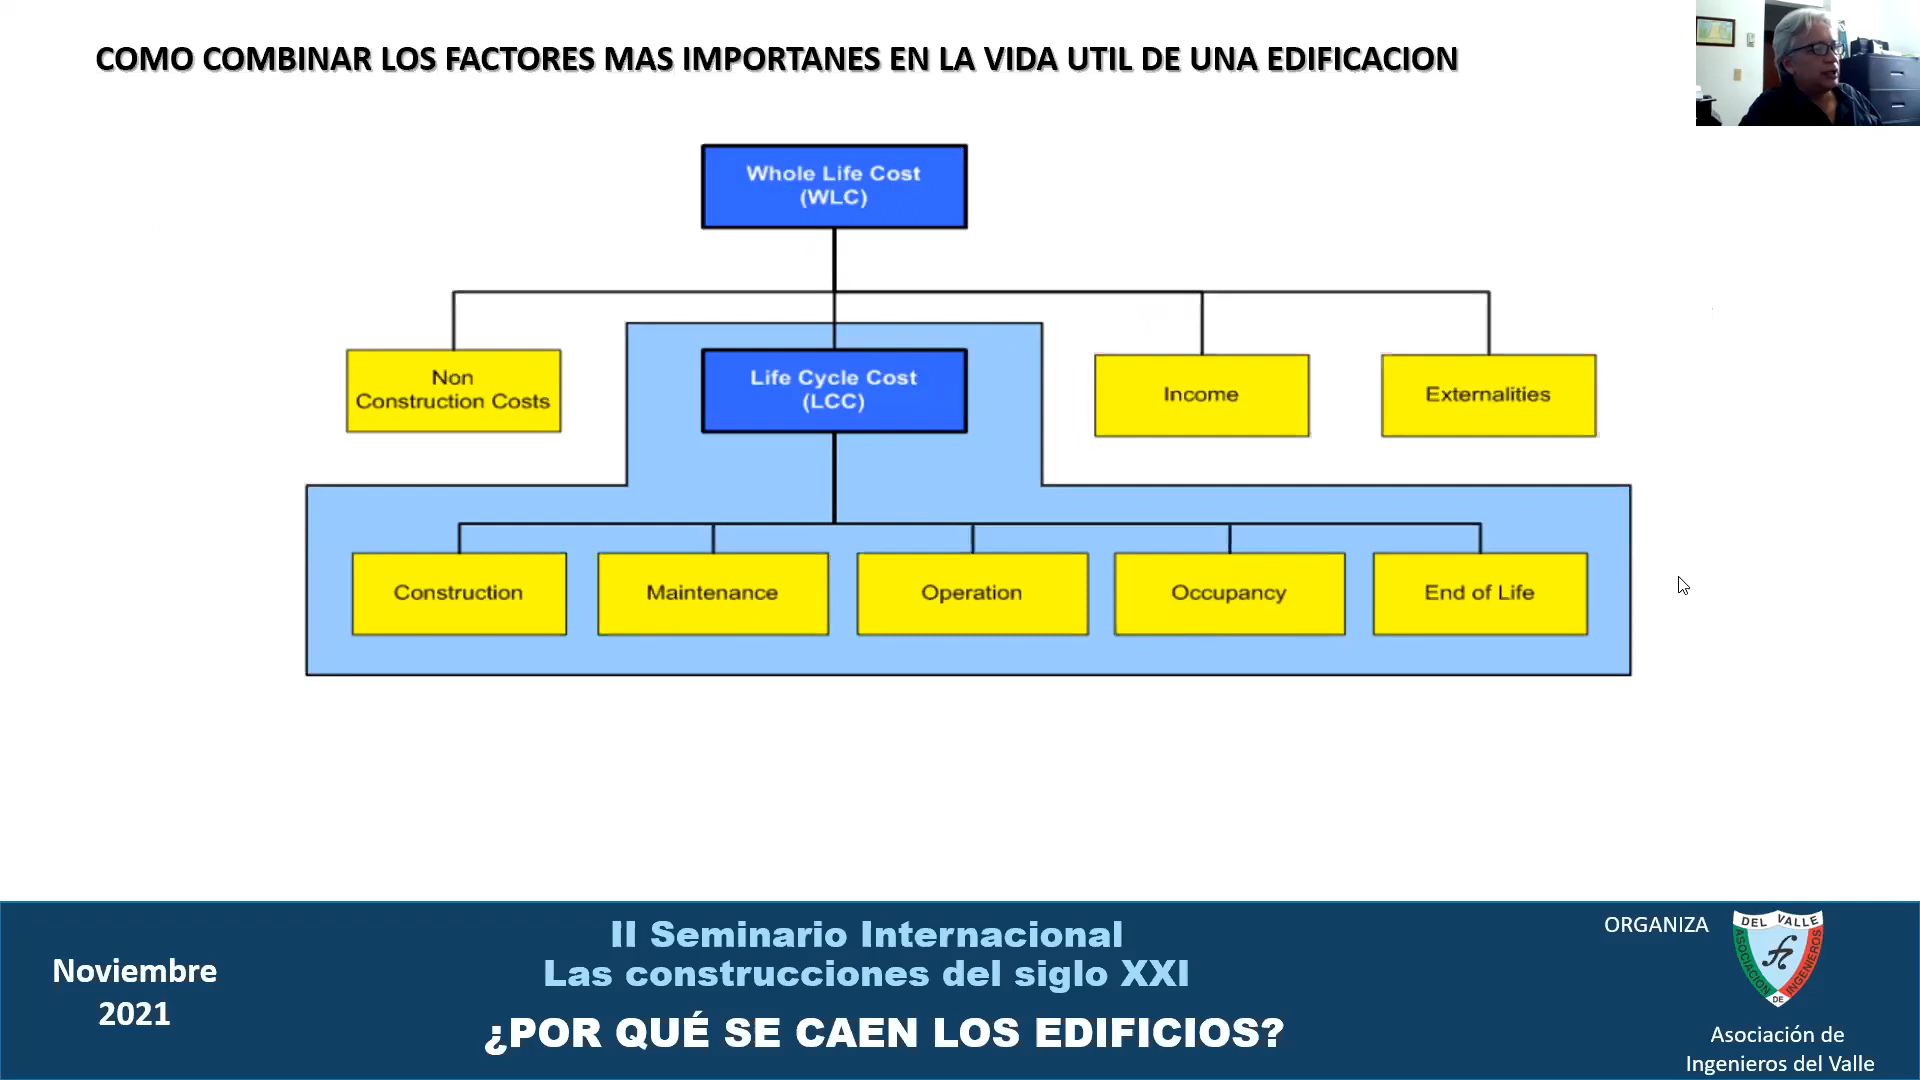 COMO COMBINAR LOS FACTORES MAS IMPORTANES EN LA VIDA UTIL DE UNA EDIFICACION
Whole Life Cost
(WLC)
Non
Construction Costs
Life Cycle Cost
(LCC)
Income
Externalities
Construction
Maintenance
Operation
Occupancy
End of Life
Noviembre
2021
II Seminario Internacional
Las construcciones del siglo XXI
¿POR QUÉ SE CAEN LOS EDIFICIOS?
ORGANIZA
DEL VALLE
ASOCIACION
DE
INGENIEROS
Asociación de
Ingenieros del Valle